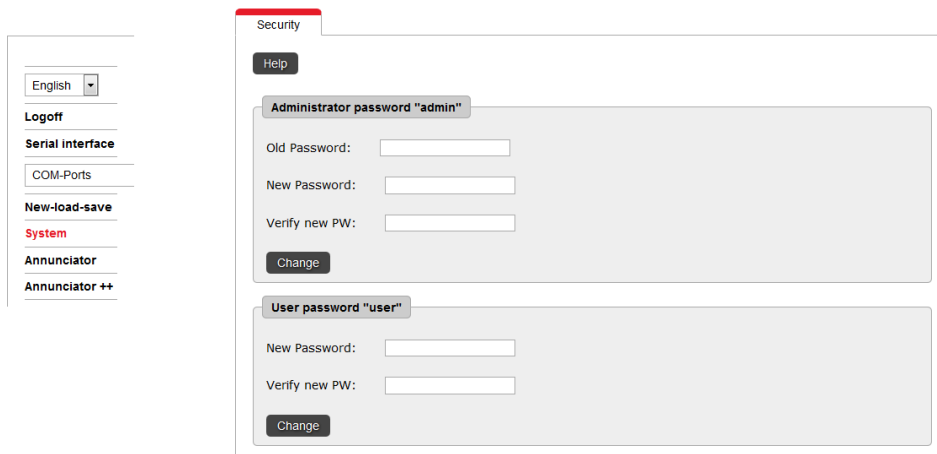 English
Logoff
Serial interface
COM-Ports
New-load-save
System
Annunciator
Annunciator ++
Security
Help
Administrator password "admin"
Old Password:
New Password:
Verify new PW:
Change
User password "user"
New Password:
Verify new PW:
Change